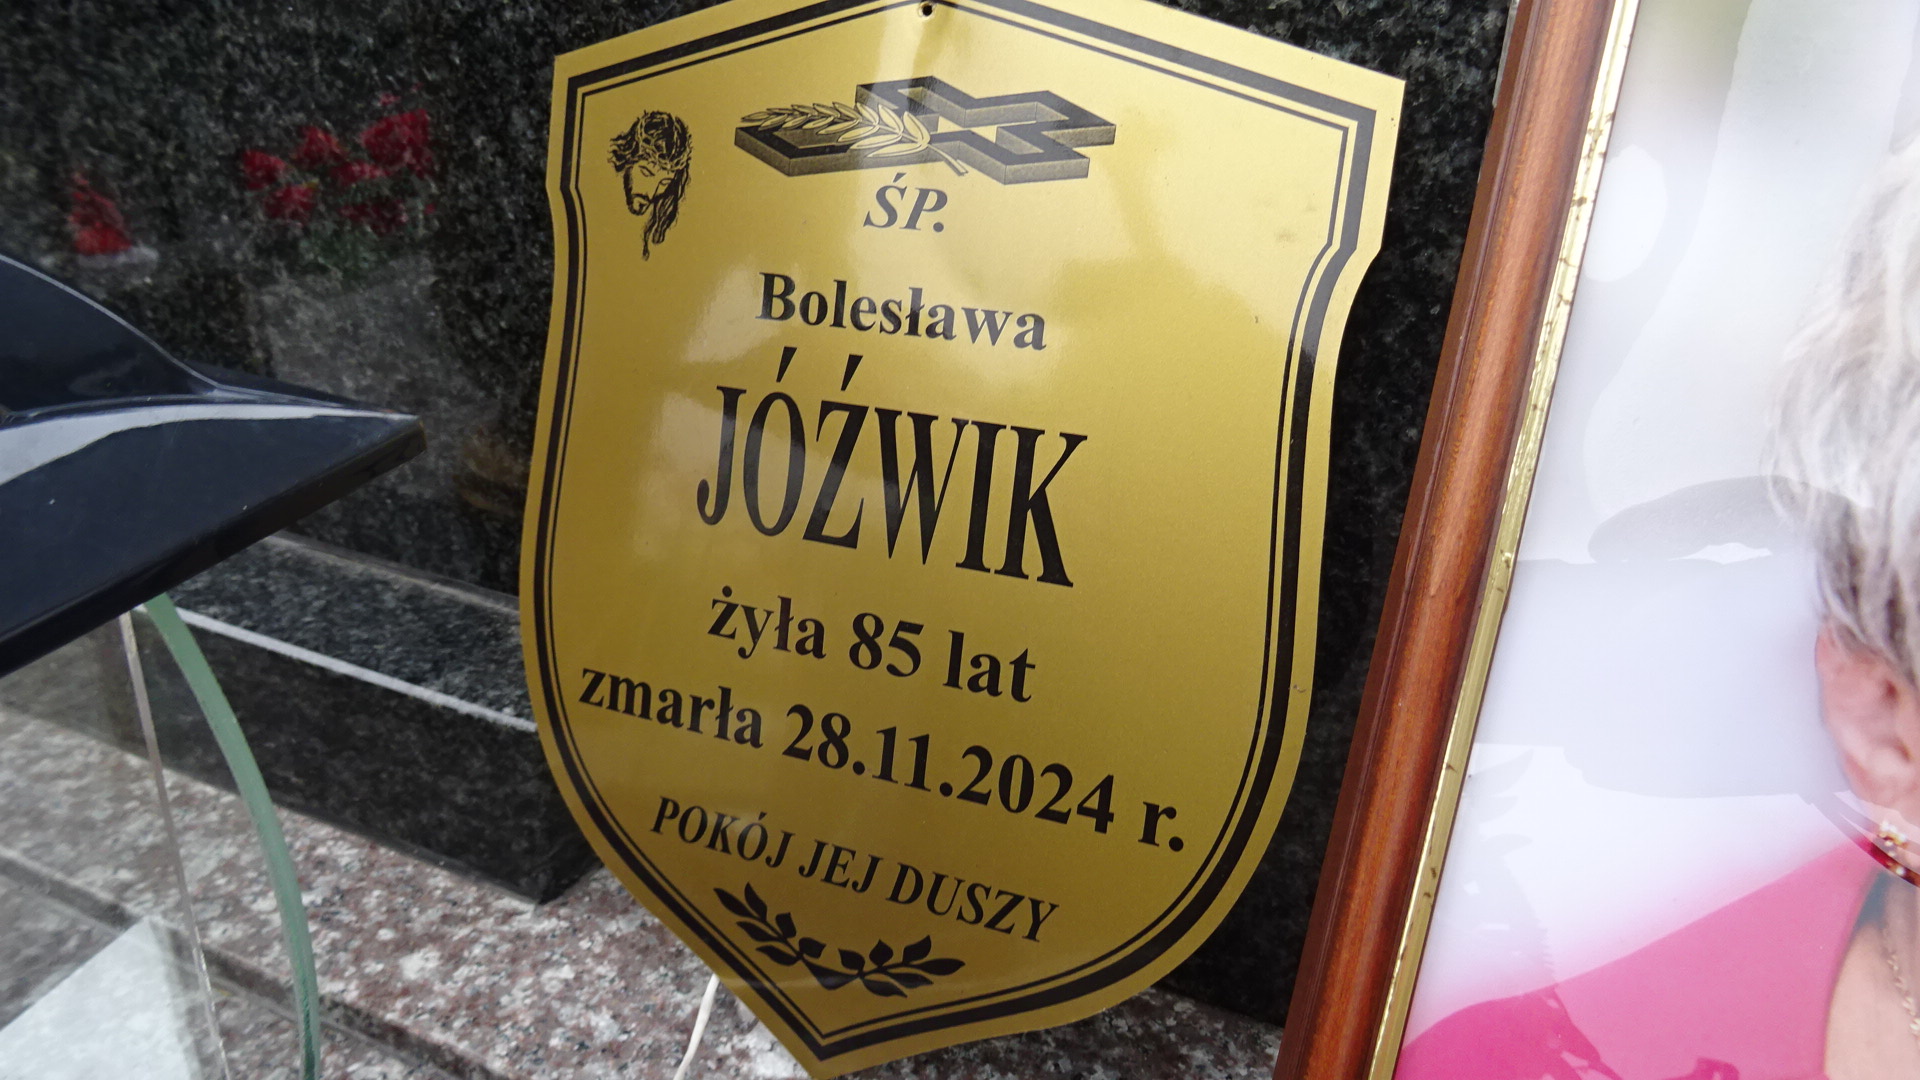 ŚP.
Bolesława
JÓŹWIK
żyła 85 lat
zmarła 28.11.2024 r.
POKÓJ JEJ DUSZY